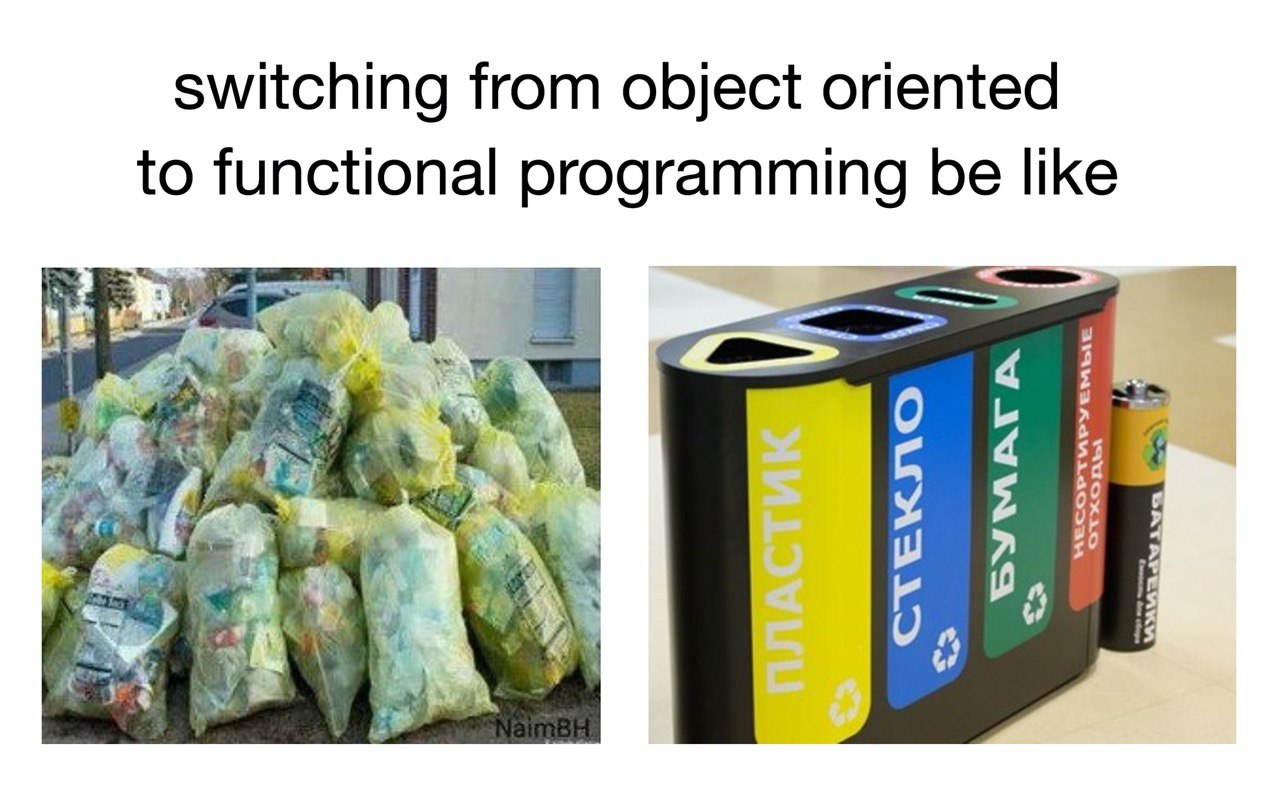 switching from object oriented
to functional programming be like
NaimBH
ПЛАСТИК
СТЕКЛО
БУМАГА
НЕСОРТИРУЕМЫЕ
ОТХОДЫ
БАТАРЕЙКИ